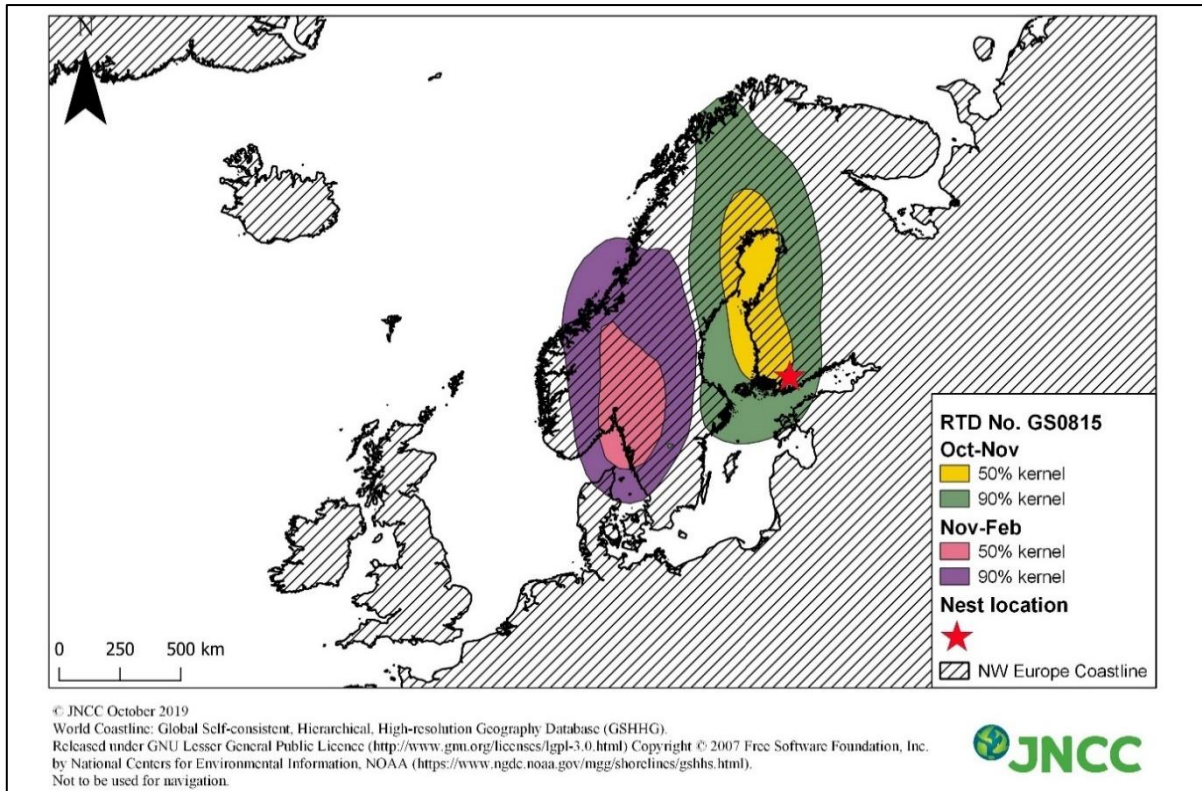 N
0 250 500 km
RTD No. GS0815
Oct-Nov
50% kernel
90% kernel
Nov-Feb
50% kernel
90% kernel
Nest location
NW Europe Coastline
© JNCC October 2019
World Coastline: Global Self-consistent, Hierarchical, High-resolution Geography Database (GSHHG).
Released under GNU Lesser General Public Licence (http://www.gnu.org/licenses/lgpl-3.0.html) Copyright © 2007 Free Software Foundation, Inc.
by National Centers for Environmental Information, NOAA (https://www.ngdc.noaa.gov/mgg/shorelines/gshhs.html).
Not to be used for navigation.
JNCC